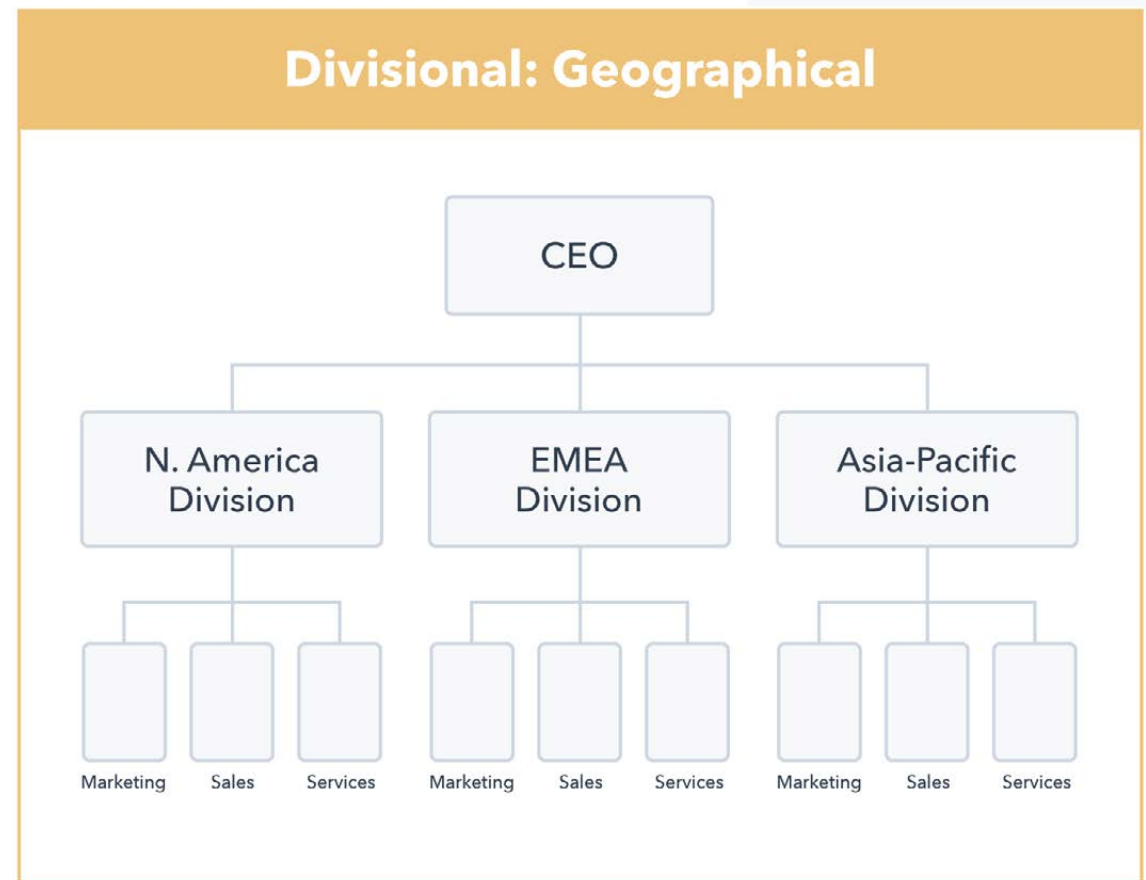 Divisional: Geographical
CEO
N. America
Division
EMEA
Division
Asia-Pacific
Division
Marketing
Sales
Services
Marketing
Sales
Services
Marketing
Sales
Services